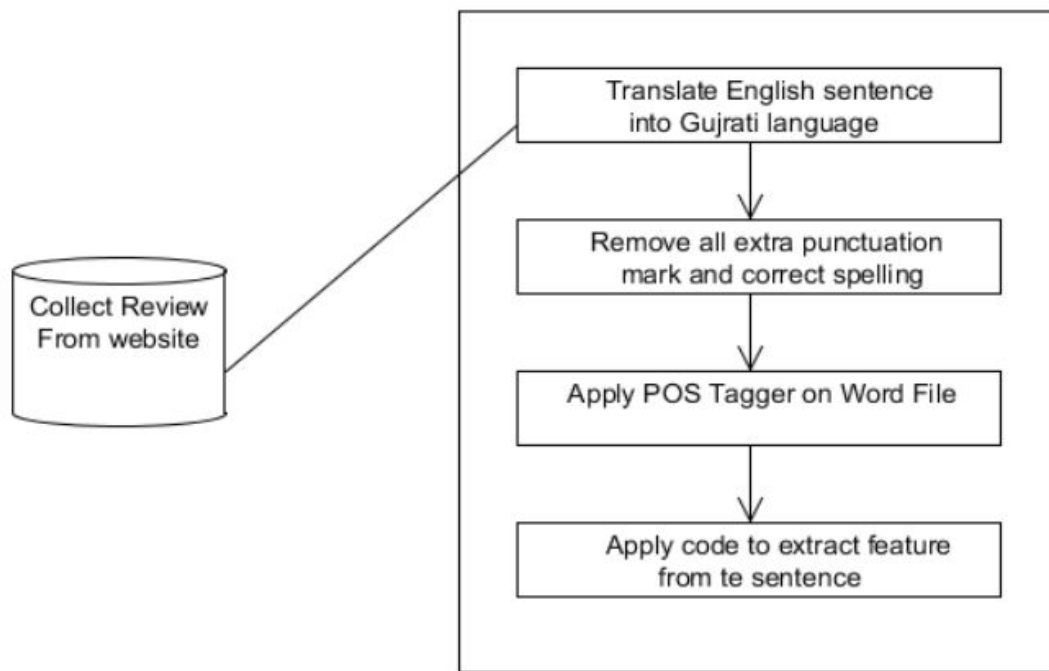 Collect Review
From website
Translate English sentence
into Gujrati language
Remove all extra punctuation
mark and correct spelling
Apply POS Tagger on Word File
Apply code to extract feature
from te sentence